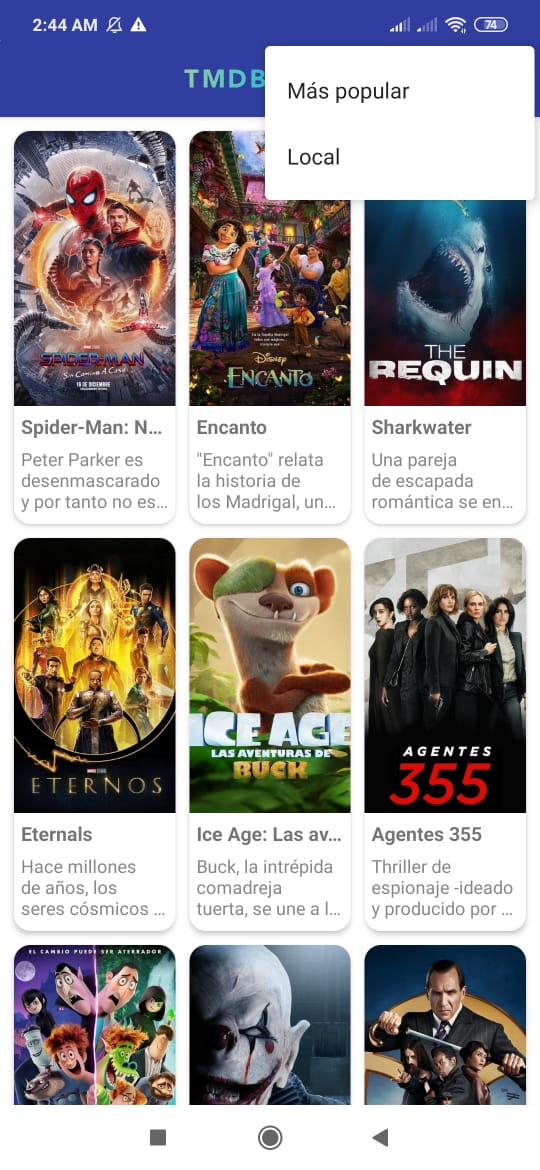 2:44 AM
74
TMDB
Más popular
Local
SPIDER-MAN
SIN CAMINO A CASA
16 DE DICIEMBRE
Disney
ENCANTO
THE
REQUIN
Spider-Man: N...
Encanto
Sharkwater
Peter Parker es
desenmascarado
y por tanto no es...
"Encanto" relata
la historia de
los Madrigal, un...
Una pareja
de escapada
romántica se en...
ETERNOS
ICE AGE
LAS AVENTURAS DE
BUCK
AGENTES
355
Eternals
Ice Age: Las av...
Agentes 355
Hace millones
de años, los
seres cósmicos ...
Buck, la intrépida
comadreja
tuerta, se une a l...
Thriller de
espionaje -ideado
y producido por ...
EL CAMBIO PUEDE SER ATERRADOR